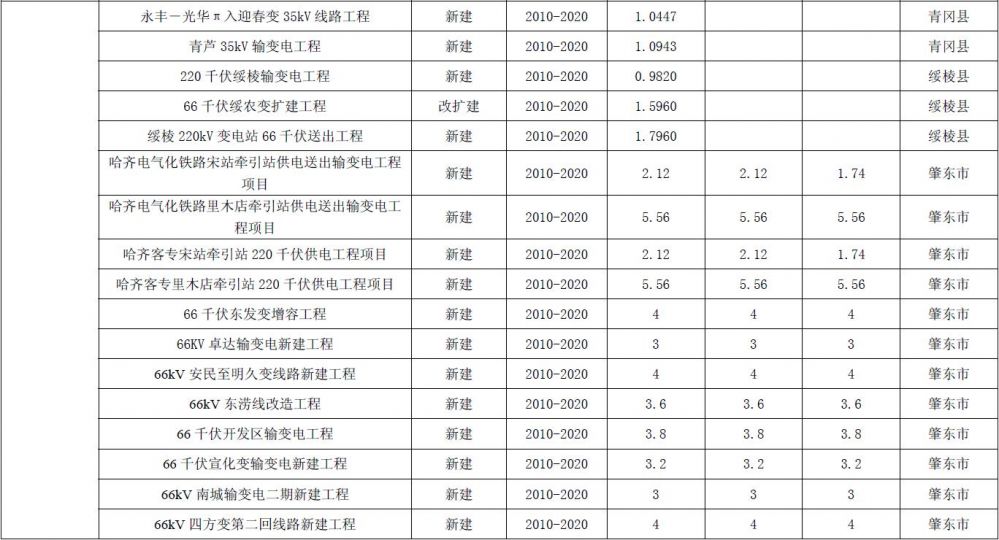 永丰－光华π入迎春变 35kV 线路工程 新建 2010-2020 1.0447 青冈县
青芦 35kV 输变电工程 新建 2010-2020 1.0943 青冈县
220 千伏绥棱输变电工程 新建 2010-2020 0.9820 绥棱县
66 千伏绥农变扩建工程 改扩建 2010-2020 1.5960 绥棱县
绥棱 220kV 变电站 66 千伏送出工程 新建 2010-2020 1.7960 绥棱县
哈齐电气化铁路宋站牵引站供电送出输变电工程
项目 新建 2010-2020 2.12 2.12 1.74 肇东市
哈齐电气化铁路里木店牵引站供电送出输变电工
程项目 新建 2010-2020 5.56 5.56 5.56 肇东市
哈齐客专宋站牵引站 220 千伏供电工程项目 新建 2010-2020 2.12 2.12 1.74 肇东市
哈齐客专里木店牵引站 220 千伏供电工程项目 新建 2010-2020 5.56 5.56 5.56 肇东市
66 千伏东发变增容工程 新建 2010-2020 4 4 4 肇东市
66KV 卓达输变电新建工程 新建 2010-2020 3 3 3 肇东市
66kV 安民至明久变线路新建工程 新建 2010-2020 4 4 4 肇东市
66kV 东涝线改造工程 新建 2010-2020 3.6 3.6 3.6 肇东市
66 千伏开发区输变电工程 新建 2010-2020 3.8 3.8 3.8 肇东市
66 千伏宣化变输变电新建工程 新建 2010-2020 3.2 3.2 3.2 肇东市
66kV 南城输变电二期新建工程 新建 2010-2020 3 3 3 肇东市
66kV 四方变第二回线路新建工程 新建 2010-2020 4 4 4 肇东市